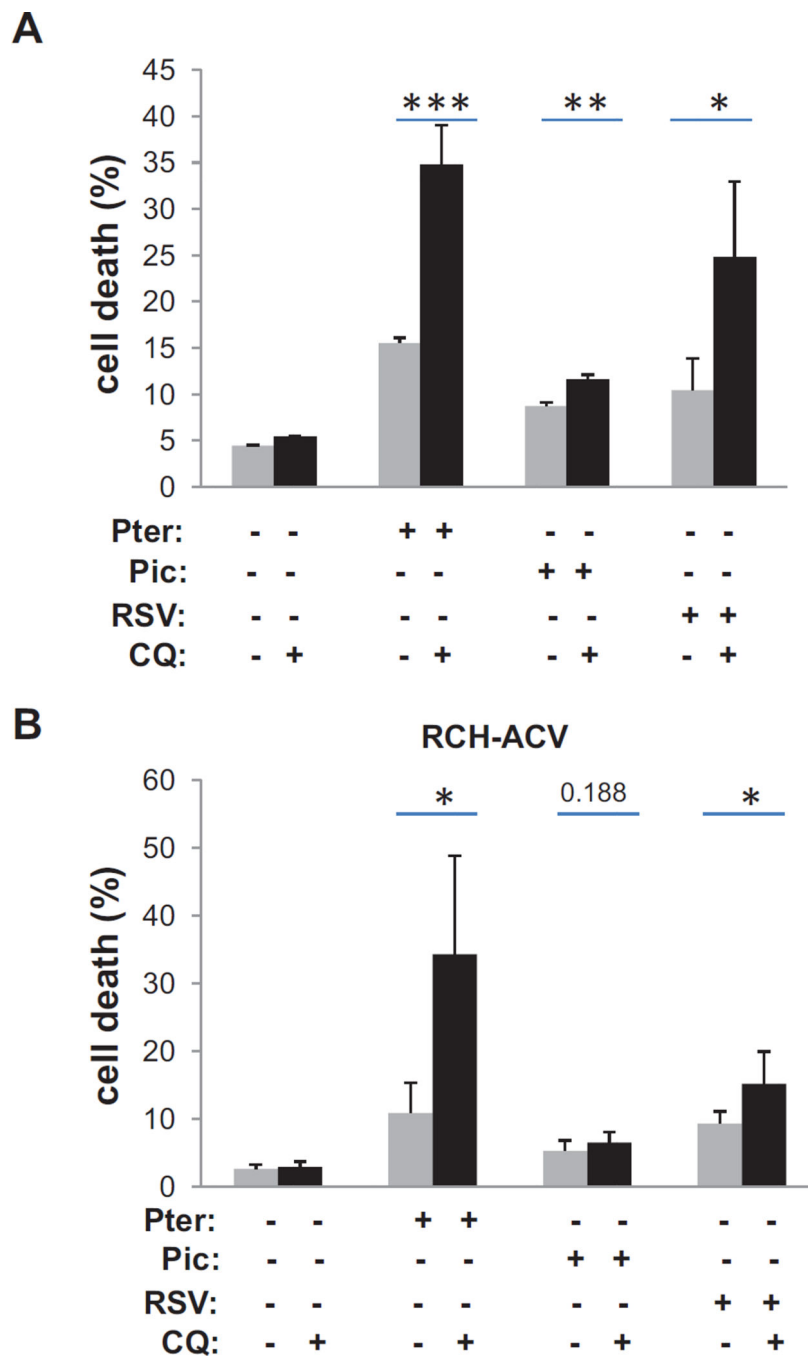 A
45
*** ** *
40
35
30
25
20
15
10
5
0
cell death (%)
Pter: - - + + - - - -
Pic: - - - - + + - -
RSV: - - - - - - + +
CQ: - + - + - + - +
B
RCH-ACV
60
* 0.188 *
50
40
30
20
10
0
cell death (%)
Pter: - - + + - - - -
Pic: - - - - + + - -
RSV: - - - - - - + +
CQ: - + - + - + - +